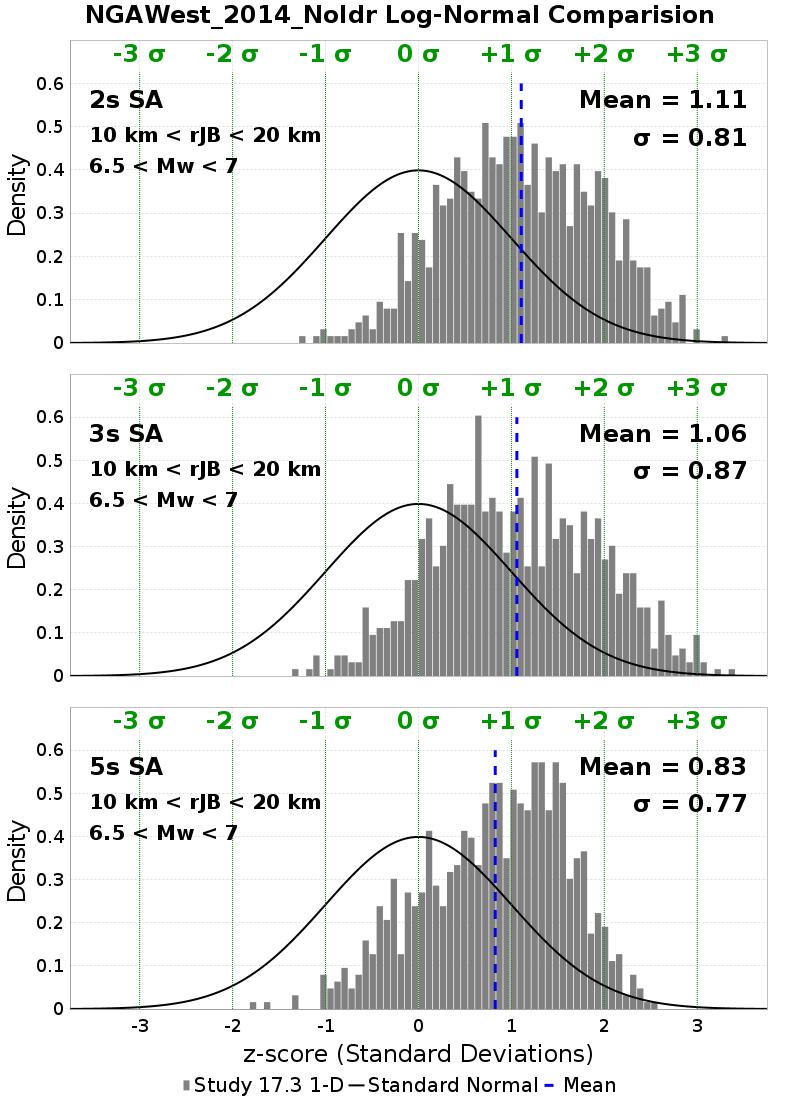 NGAWest_2014_NoIdr Log-Normal Comparision
-3 σ -2 σ -1 σ 0 σ +1 σ +2 σ +3 σ
2s SA
10 km < rJB < 20 km
6.5 < Mw < 7
Mean = 1.11
σ = 0.81
Density
0.6
0.5
0.4
0.3
0.2
0.1
0
-3 σ -2 σ -1 σ 0 σ +1 σ +2 σ +3 σ
3s SA
10 km < rJB < 20 km
6.5 < Mw < 7
Mean = 1.06
σ = 0.87
Density
0.6
0.5
0.4
0.3
0.2
0.1
0
-3 σ -2 σ -1 σ 0 σ +1 σ +2 σ +3 σ
5s SA
10 km < rJB < 20 km
6.5 < Mw < 7
Mean = 0.83
σ = 0.77
Density
0.6
0.5
0.4
0.3
0.2
0.1
0
-3 -2 -1 0 1 2 3
z-score (Standard Deviations)
Study 17.3 1-D Standard Normal Mean